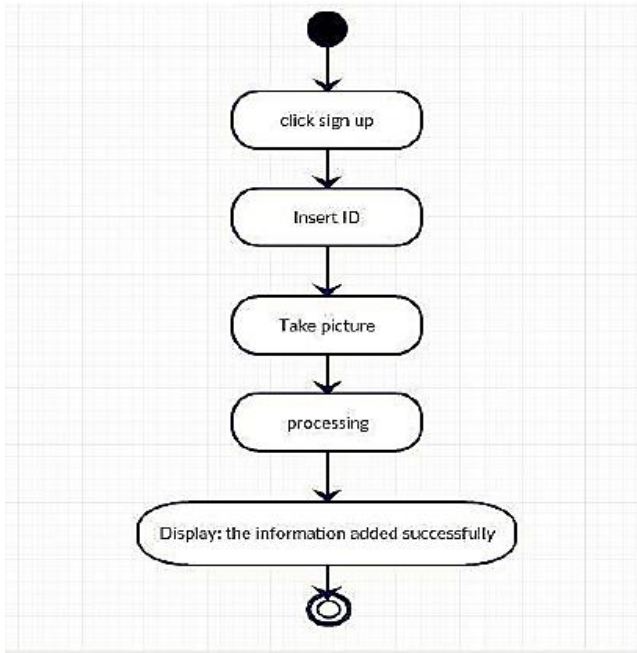 click sign up
Insert ID
Take picture
processing
Display: the information added successfully